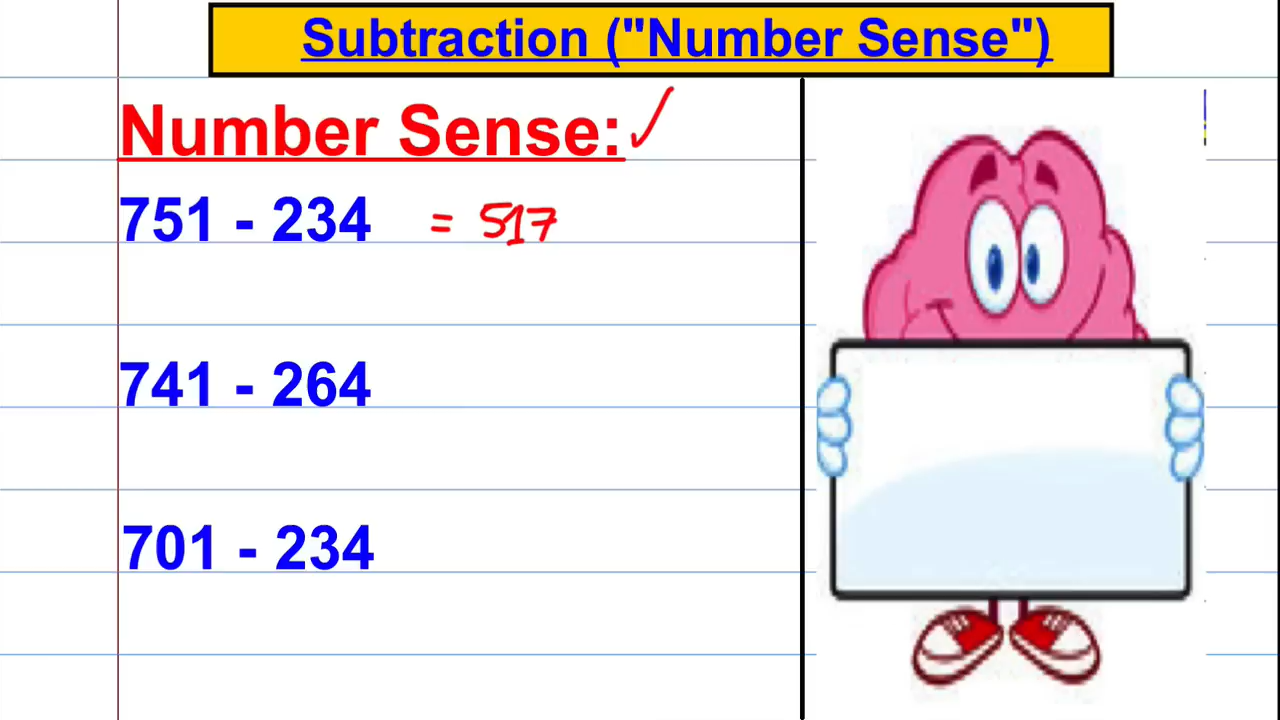 Subtraction ("Number Sense")
Number Sense:
751 - 234 = 517
741 - 264
701 - 234